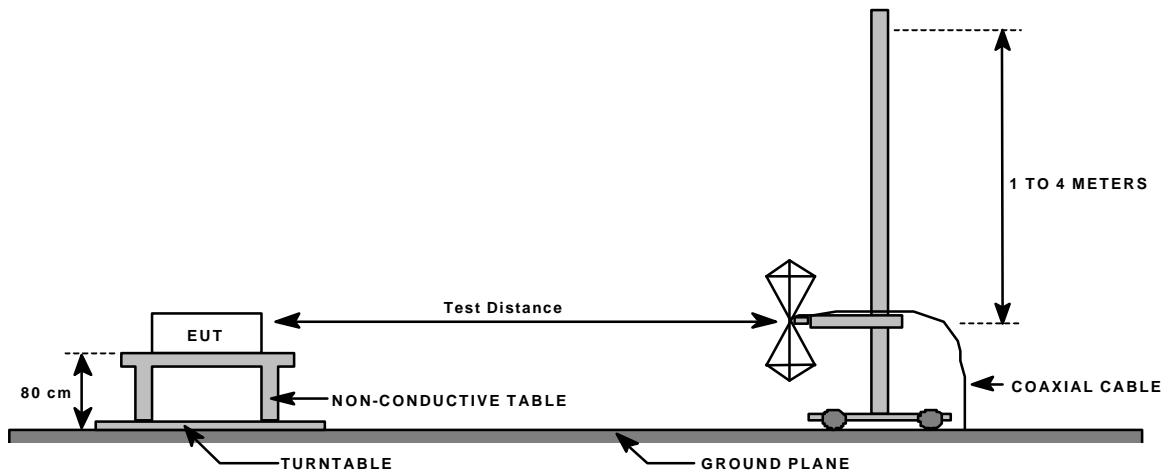 1 TO 4 METERS
Test Distance
EUT
80 cm
COAXIAL CABLE
NON-CONDUCTIVE TABLE
TURNTABLE
GROUND PLANE